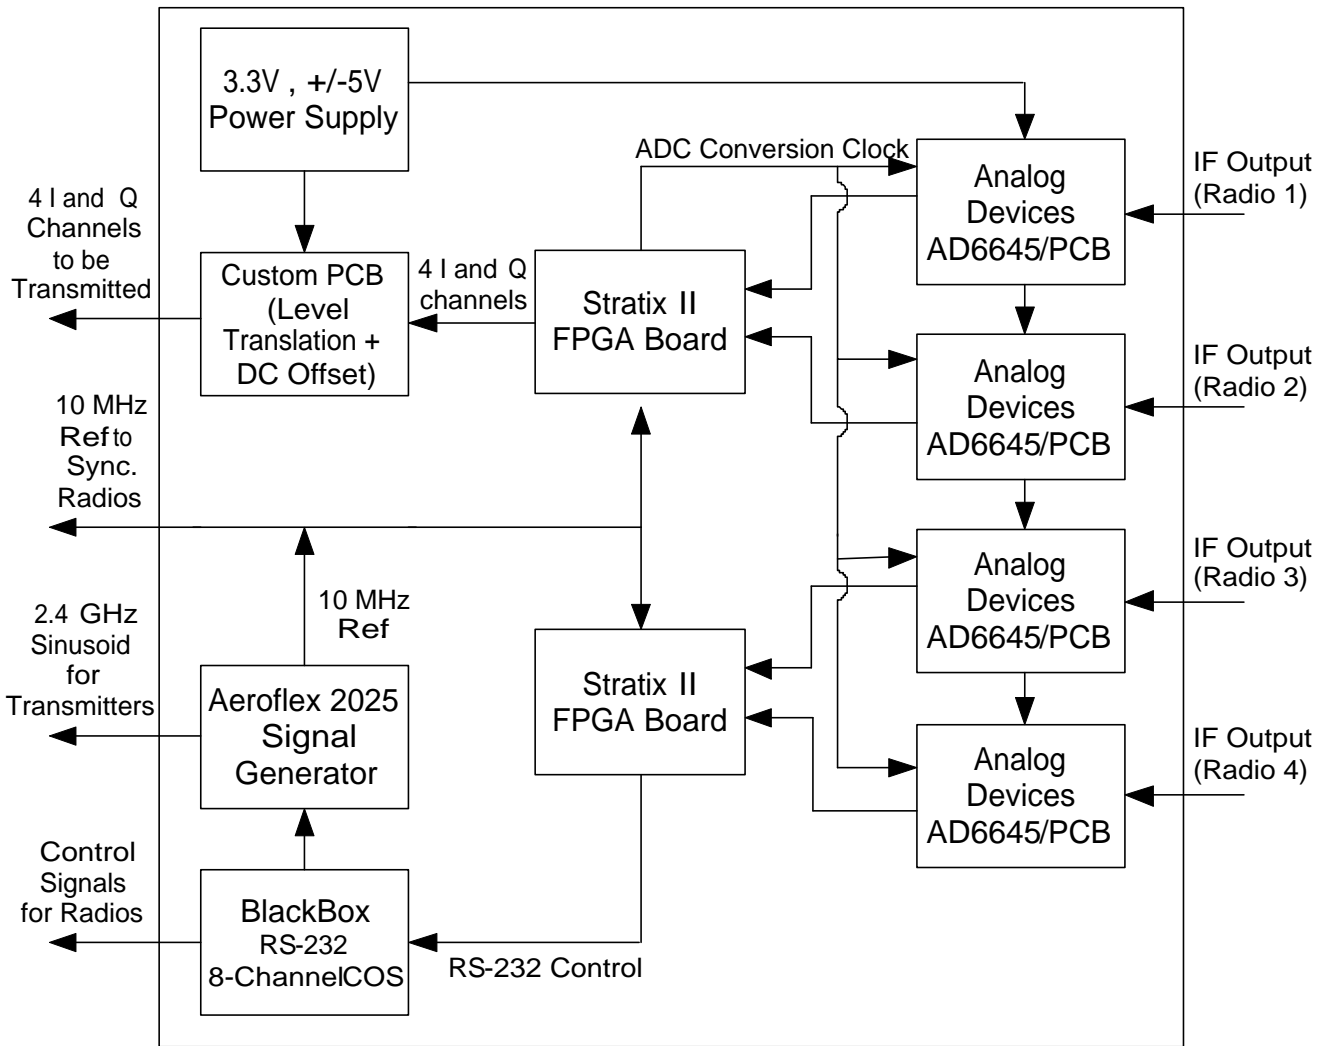 3.3V , +/-5V
Power Supply
ADC Conversion Clock
Analog
Devices
AD6645/PCB
IF Output
(Radio 1)
4 I and Q
Channels
to be
Transmitted
Custom PCB
(Level
Translation +
DC Offset)
4 I and Q
channels
Stratix II
FPGA Board
Analog
Devices
AD6645/PCB
IF Output
(Radio 2)
10 MHz
Ref to
Sync.
Radios
10 MHz
Ref
Analog
Devices
AD6645/PCB
IF Output
(Radio 3)
2.4 GHz
Sinusoid
for
Transmitters
Aeroflex 2025
Signal
Generator
Stratix II
FPGA Board
Analog
Devices
AD6645/PCB
IF Output
(Radio 4)
Control
Signals
for Radios
BlackBox
RS-232
8-ChannelCOS
RS-232 Control